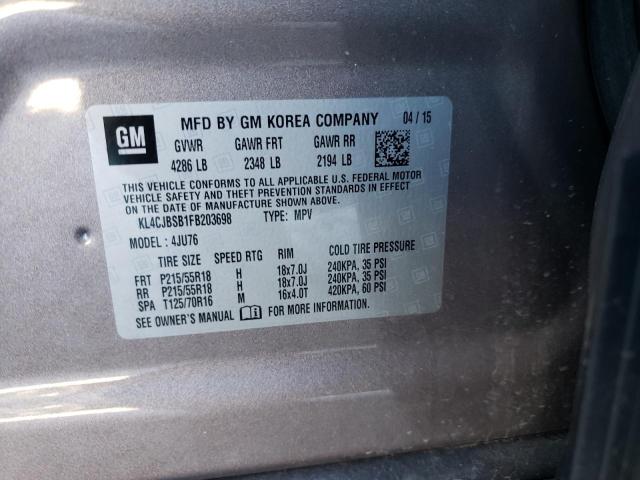 GM MFD BY GM KOREA COMPANY 04 / 15
GVWR GAWR FRT GAWR RR
4286 LB 2348 LB 2194 LB
THIS VEHICLE CONFORMS TO ALL APPLICABLE U.S. FEDERAL MOTOR
VEHICLE SAFETY AND THEFT PREVENTION STANDARDS IN EFFECT
ON THE DATE OF MANUFACTURE SHOWN ABOVE.
KL4CJBSB1FB203698 TYPE: MPV
MODEL: 4JU76
TIRE SIZE SPEED RTG RIM COLD TIRE PRESSURE
FRT P215/55R18 H 18x7.0J 240KPA, 35 PSI
RR P215/55R18 H 18x7.0J 240KPA, 35 PSI
SPA T125/70R16 M 16x4.0T 420KPA, 60 PSI
SEE OWNER'S MANUAL FOR MORE INFORMATION